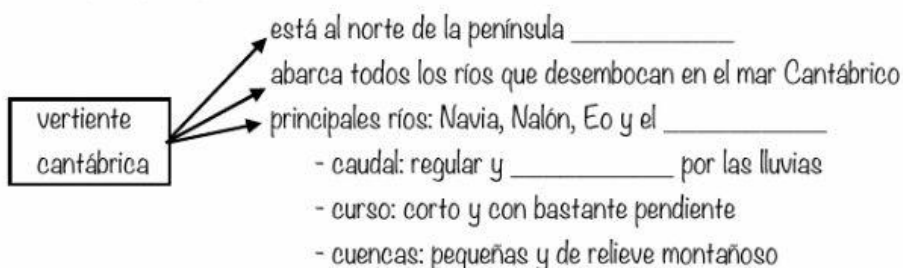 está al norte de la península ____________
abarca todos los ríos que desembocan en el mar Cantábrico
vertiente
cantábrica
principales ríos: Navia, Nalón, Eo y el ____________
- caudal: regular y ____________ por las lluvias
- curso: corto y con bastante pendiente
- cuencas: pequeñas y de relieve montañoso